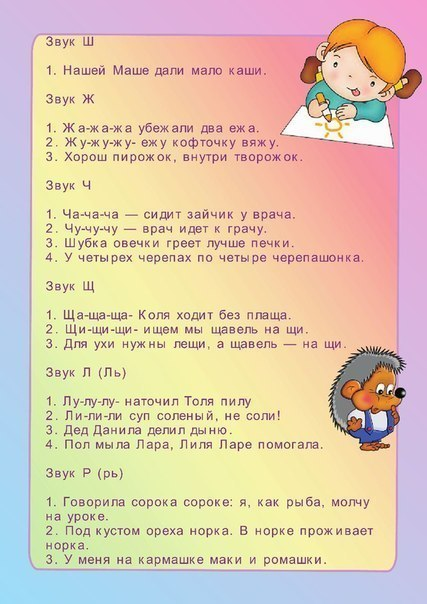 Звук Ш
1. Нашей Маше дали мало каши.
Звук Ж
1. Жа-жа-жа убежали два ежа.
2. Жу-жу-жу- ежу кофточку вяжу.
3. Хорош пирожок, внутри творожок.
Звук Ч
1. Ча-ча-ча — сидит зайчик у врача.
2. Чу-чу-чу — врач идет к грачу.
3. Шубка овечки греет лучше печки.
4. У четырех черепах по четыре черепашонка.
Звук Щ
1. Ща-ща-ща- Коля ходит без плаща.
2. Щи-щи-щи- ищем мы щавель на щи.
3. Для ухи нужны лещи, а щавель — на щи.
Звук Л (Ль)
1. Лу-лу-лу- наточил Толя пилу
2. Ли-ли-ли суп соленый, не соли!
3. Дед Данила делил дыню.
4. Пол мыла Лара, Лиля Ларе помогала.
Звук Р (рь)
1. Говорила сорока сороке: я, как рыба, молчу
на уроке.
2. Под кустом ореха норка. В норке проживает
норка.
3. У меня на кармашке маки и ромашки.